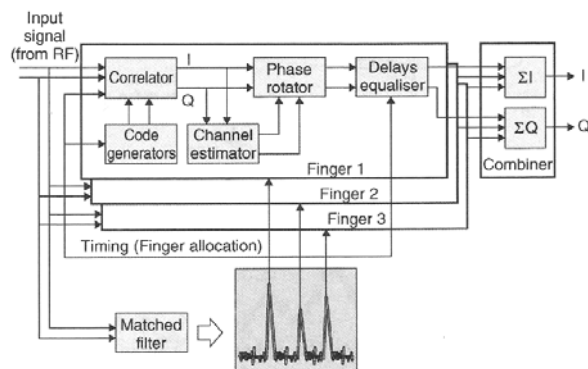 Input
signal
(from RF)
Correlator
I
Q
Phase
rotator
Delays
equaliser
ΣI
I
Code
generators
Channel
estimator
ΣQ
Q
Combiner
Finger 1
Finger 2
Finger 3
Timing (Finger allocation)
Matched
filter